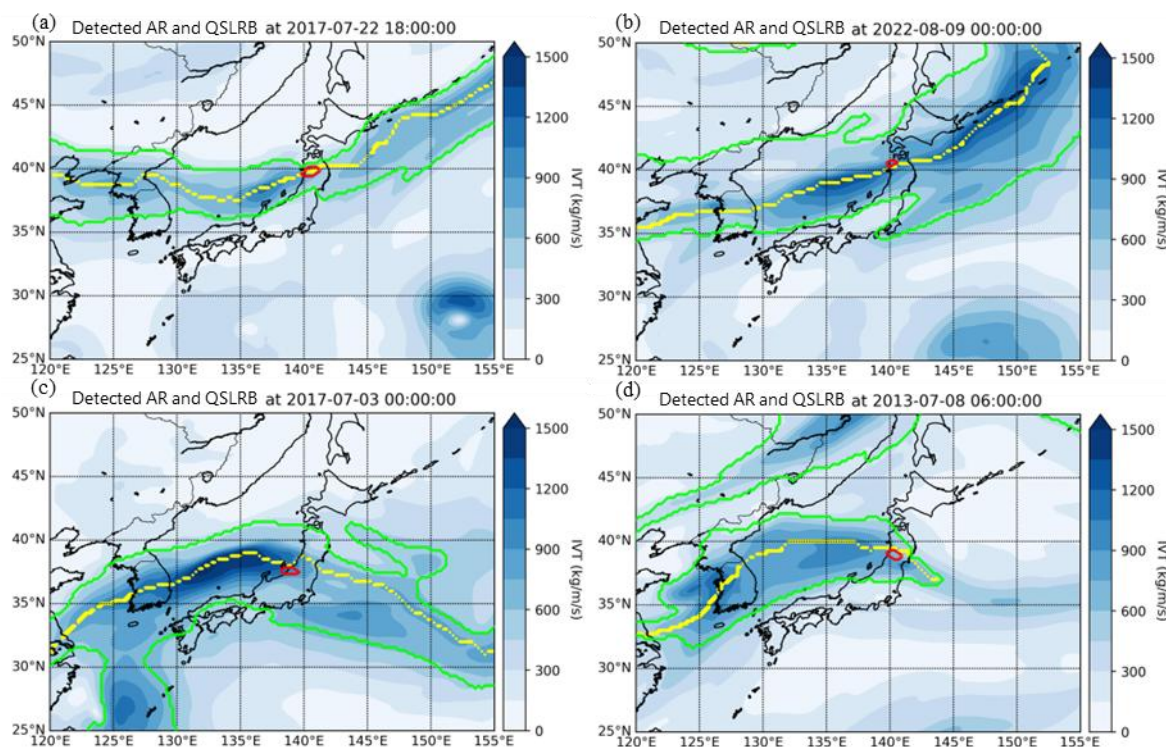 (a) Detected AR and QSLRB at 2017-07-22 18:00:00
50°N
45°N
40°N
35°N
30°N
25°N
120°E 125°E 130°E 135°E 140°E 145°E 150°E 155°E
1500
1200
900
600
300
0
IVT (kg/m/s)
(b) Detected AR and QSLRB at 2022-08-09 00:00:00
50°N
45°N
40°N
35°N
30°N
25°N
120°E 125°E 130°E 135°E 140°E 145°E 150°E 155°E
1500
1200
900
600
300
0
IVT (kg/m/s)
(c) Detected AR and QSLRB at 2017-07-03 00:00:00
50°N
45°N
40°N
35°N
30°N
25°N
120°E 125°E 130°E 135°E 140°E 145°E 150°E 155°E
1500
1200
900
600
300
0
IVT (kg/m/s)
(d) Detected AR and QSLRB at 2013-07-08 06:00:00
50°N
45°N
40°N
35°N
30°N
25°N
120°E 125°E 130°E 135°E 140°E 145°E 150°E 155°E
1500
1200
900
600
300
0
IVT (kg/m/s)